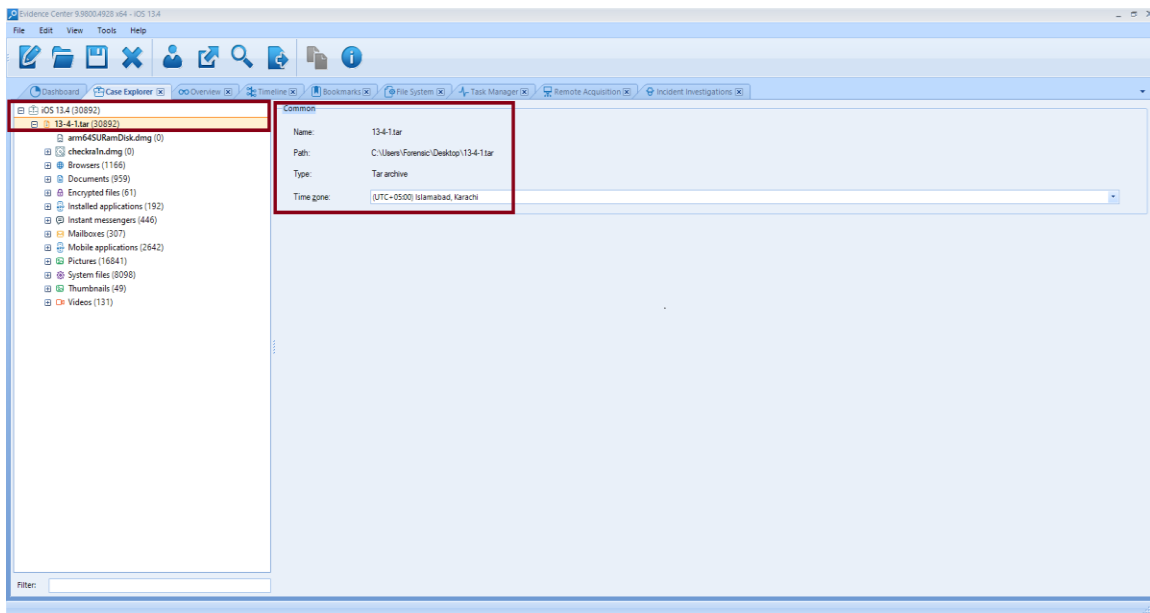 Evidence Center 9.9800.4928 x64 - iOS 13.4
File Edit View Tools Help
Dashboard Case Explorer Overview Timeline Bookmarks File System Task Manager Remote Acquisition Incident Investigations
iOS 13.4 (30892)
13-4-1.tar (30892)
arm64SURamDisk.dmg (0)
checkra1n.dmg (0)
Browsers (1166)
Documents (959)
Encrypted files (61)
Installed applications (192)
Instant messengers (446)
Mailboxes (307)
Mobile applications (2642)
Pictures (16841)
System files (8098)
Thumbnails (49)
Videos (131)
Common
Name: 13-4-1.tar
Path: C:\Users\Forensic\Desktop\13-4-1.tar
Type: Tar archive
Time zone: (UTC+05:00) Islamabad, Karachi
Filter: